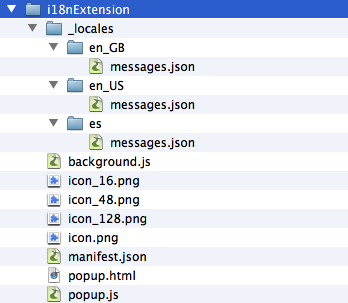 i18nExtension
_locales
en_GB
messages.json
en_US
messages.json
es
messages.json
background.js
icon_16.png
icon_48.png
icon_128.png
icon.png
manifest.json
popup.html
popup.js